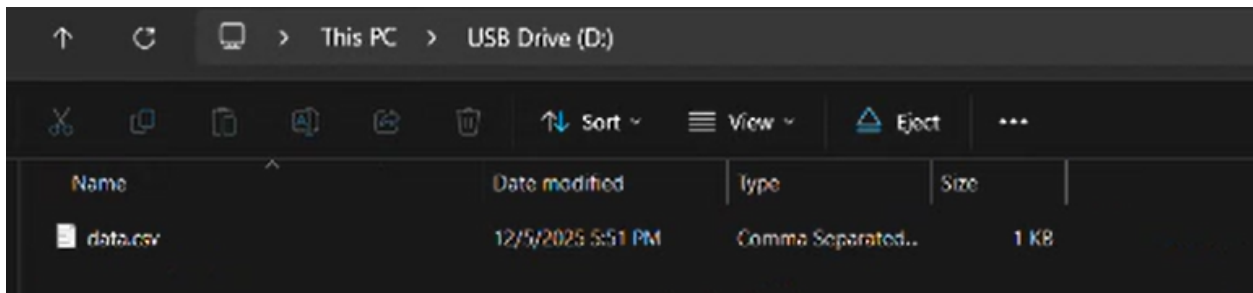 This PC > USB Drive (D:)
Sort View Eject
Name Date modified Type Size
data.csv 12/5/2025 5:51 PM Comma Separated... 1 KB